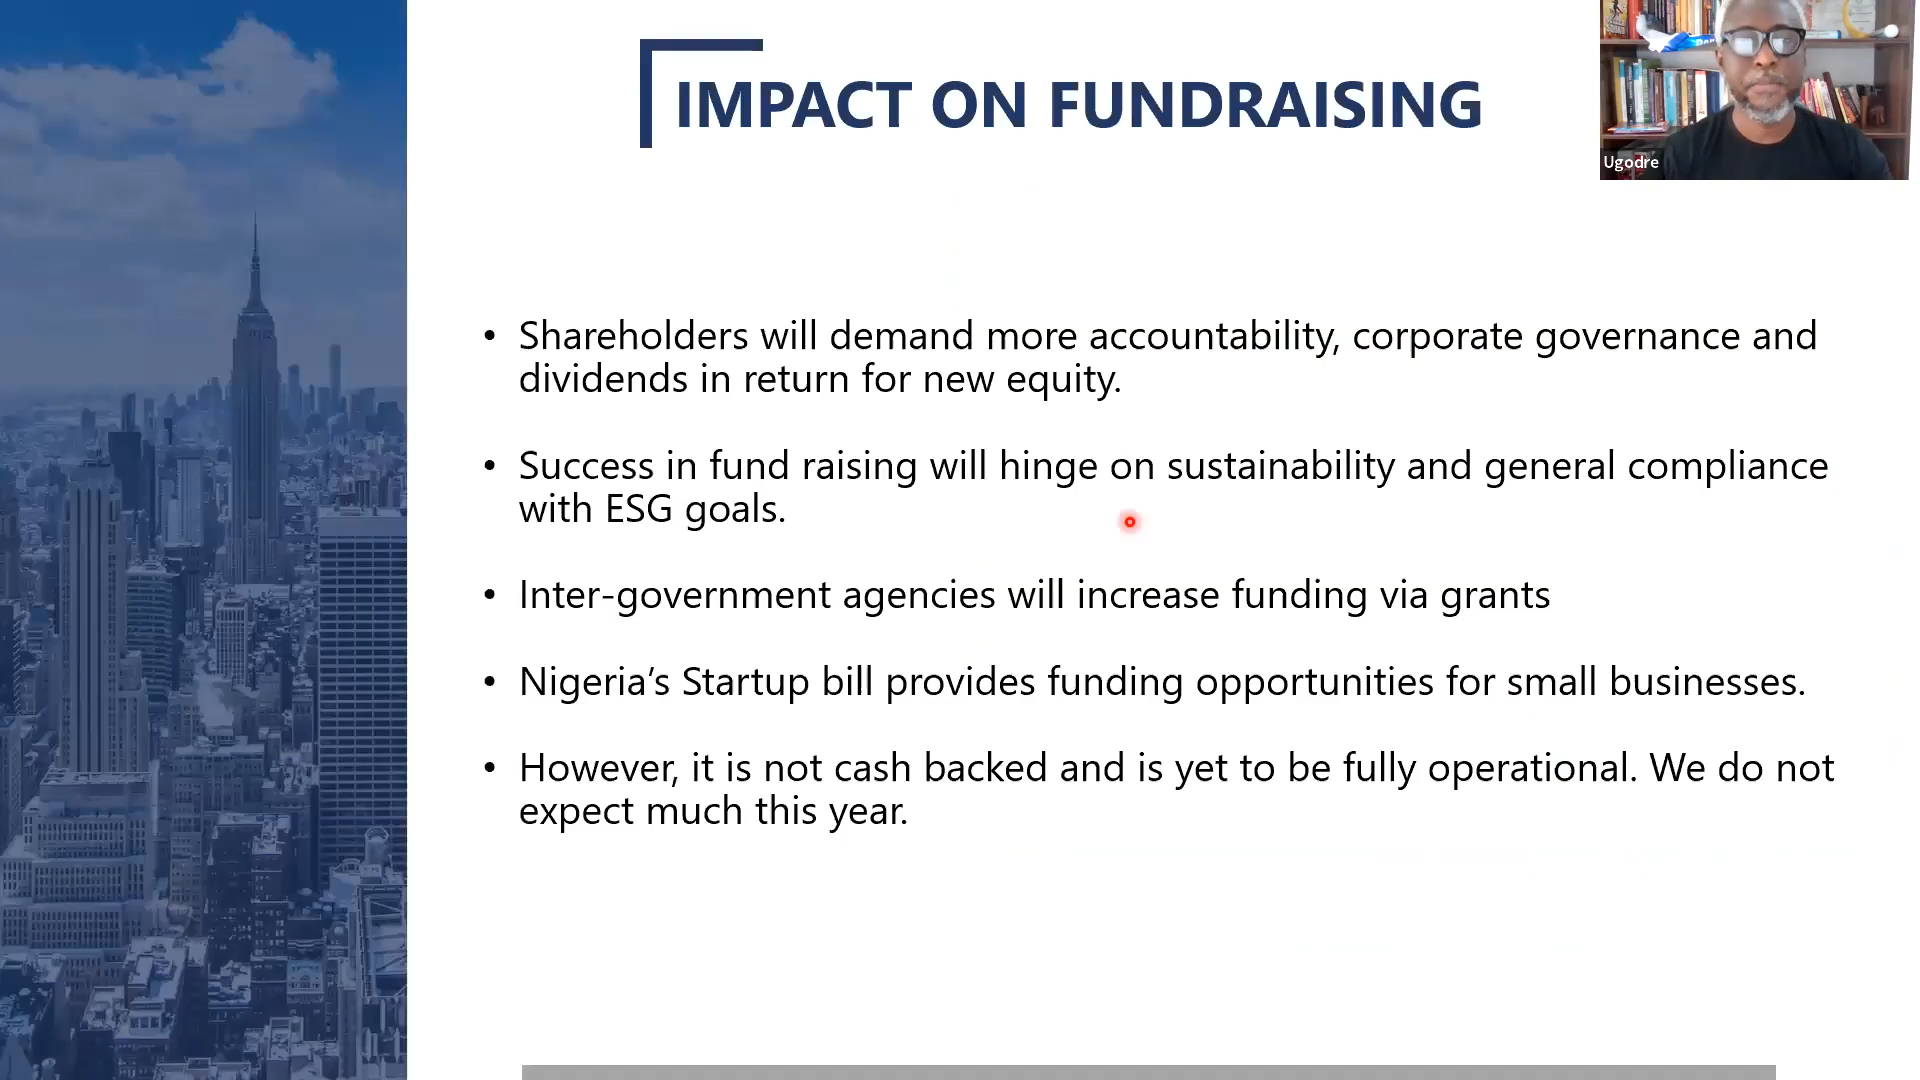 IMPACT ON FUNDRAISING
Ugodre
• Shareholders will demand more accountability, corporate governance and
dividends in return for new equity.
• Success in fund raising will hinge on sustainability and general compliance
with ESG goals.
• Inter-government agencies will increase funding via grants
• Nigeria’s Startup bill provides funding opportunities for small businesses.
• However, it is not cash backed and is yet to be fully operational. We do not
expect much this year.